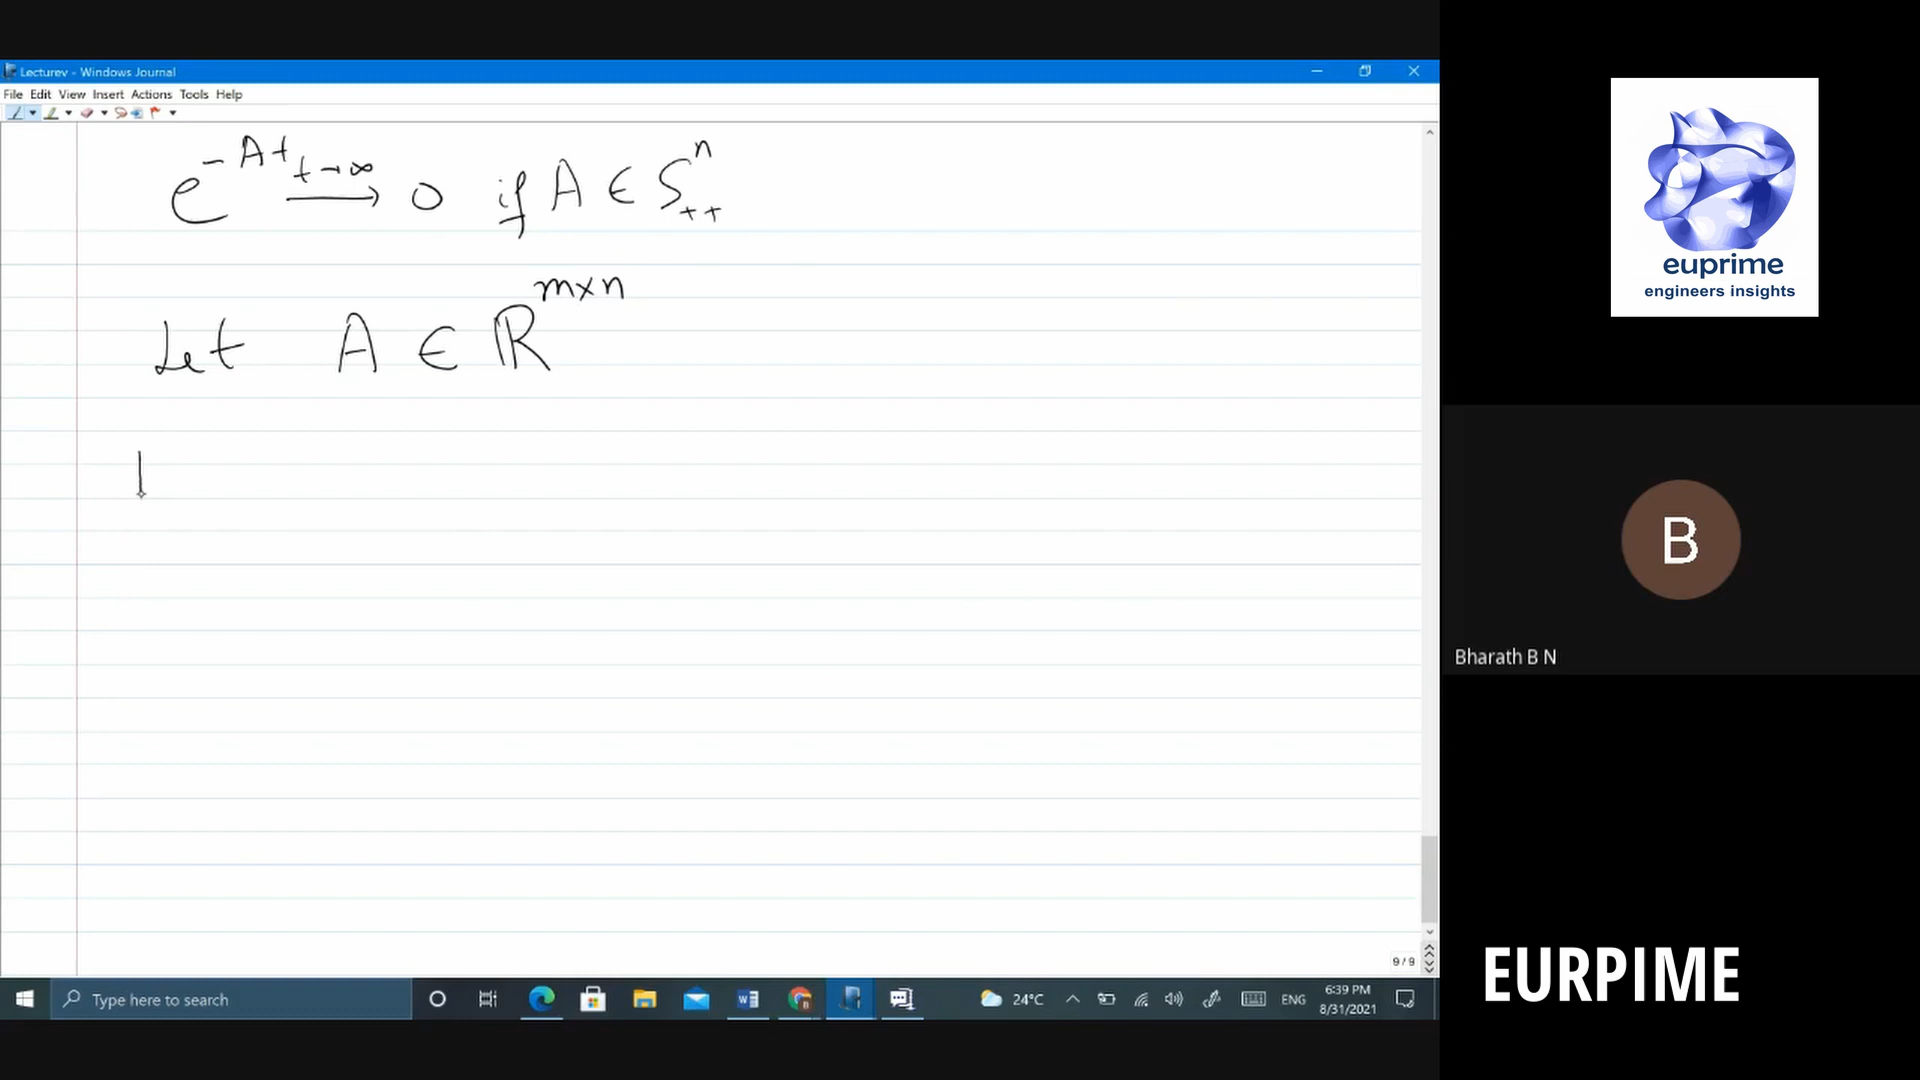 Lecturev - Windows Journal
File Edit View Insert Actions Tools Help
e^{-At} \xrightarrow{t→∞} 0 if A ∈ S^n_{++}
Let A ∈ ℝ^{m×n}
9 / 9
Type here to search
24°C
ENG
6:39 PM
8/31/2021
euprime
engineers insights
B
Bharath B N
EURPIME